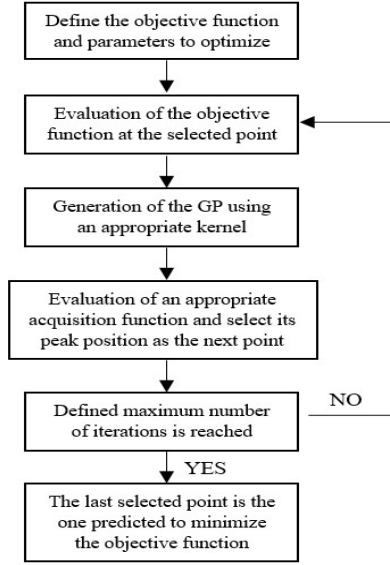 Define the objective function
and parameters to optimize
Evaluation of the objective
function at the selected point
Generation of the GP using
an appropriate kernel
Evaluation of an appropriate
acquisition function and select its
peak position as the next point
Defined maximum number
of iterations is reached
NO
YES
The last selected point is the
one predicted to minimize
the objective function